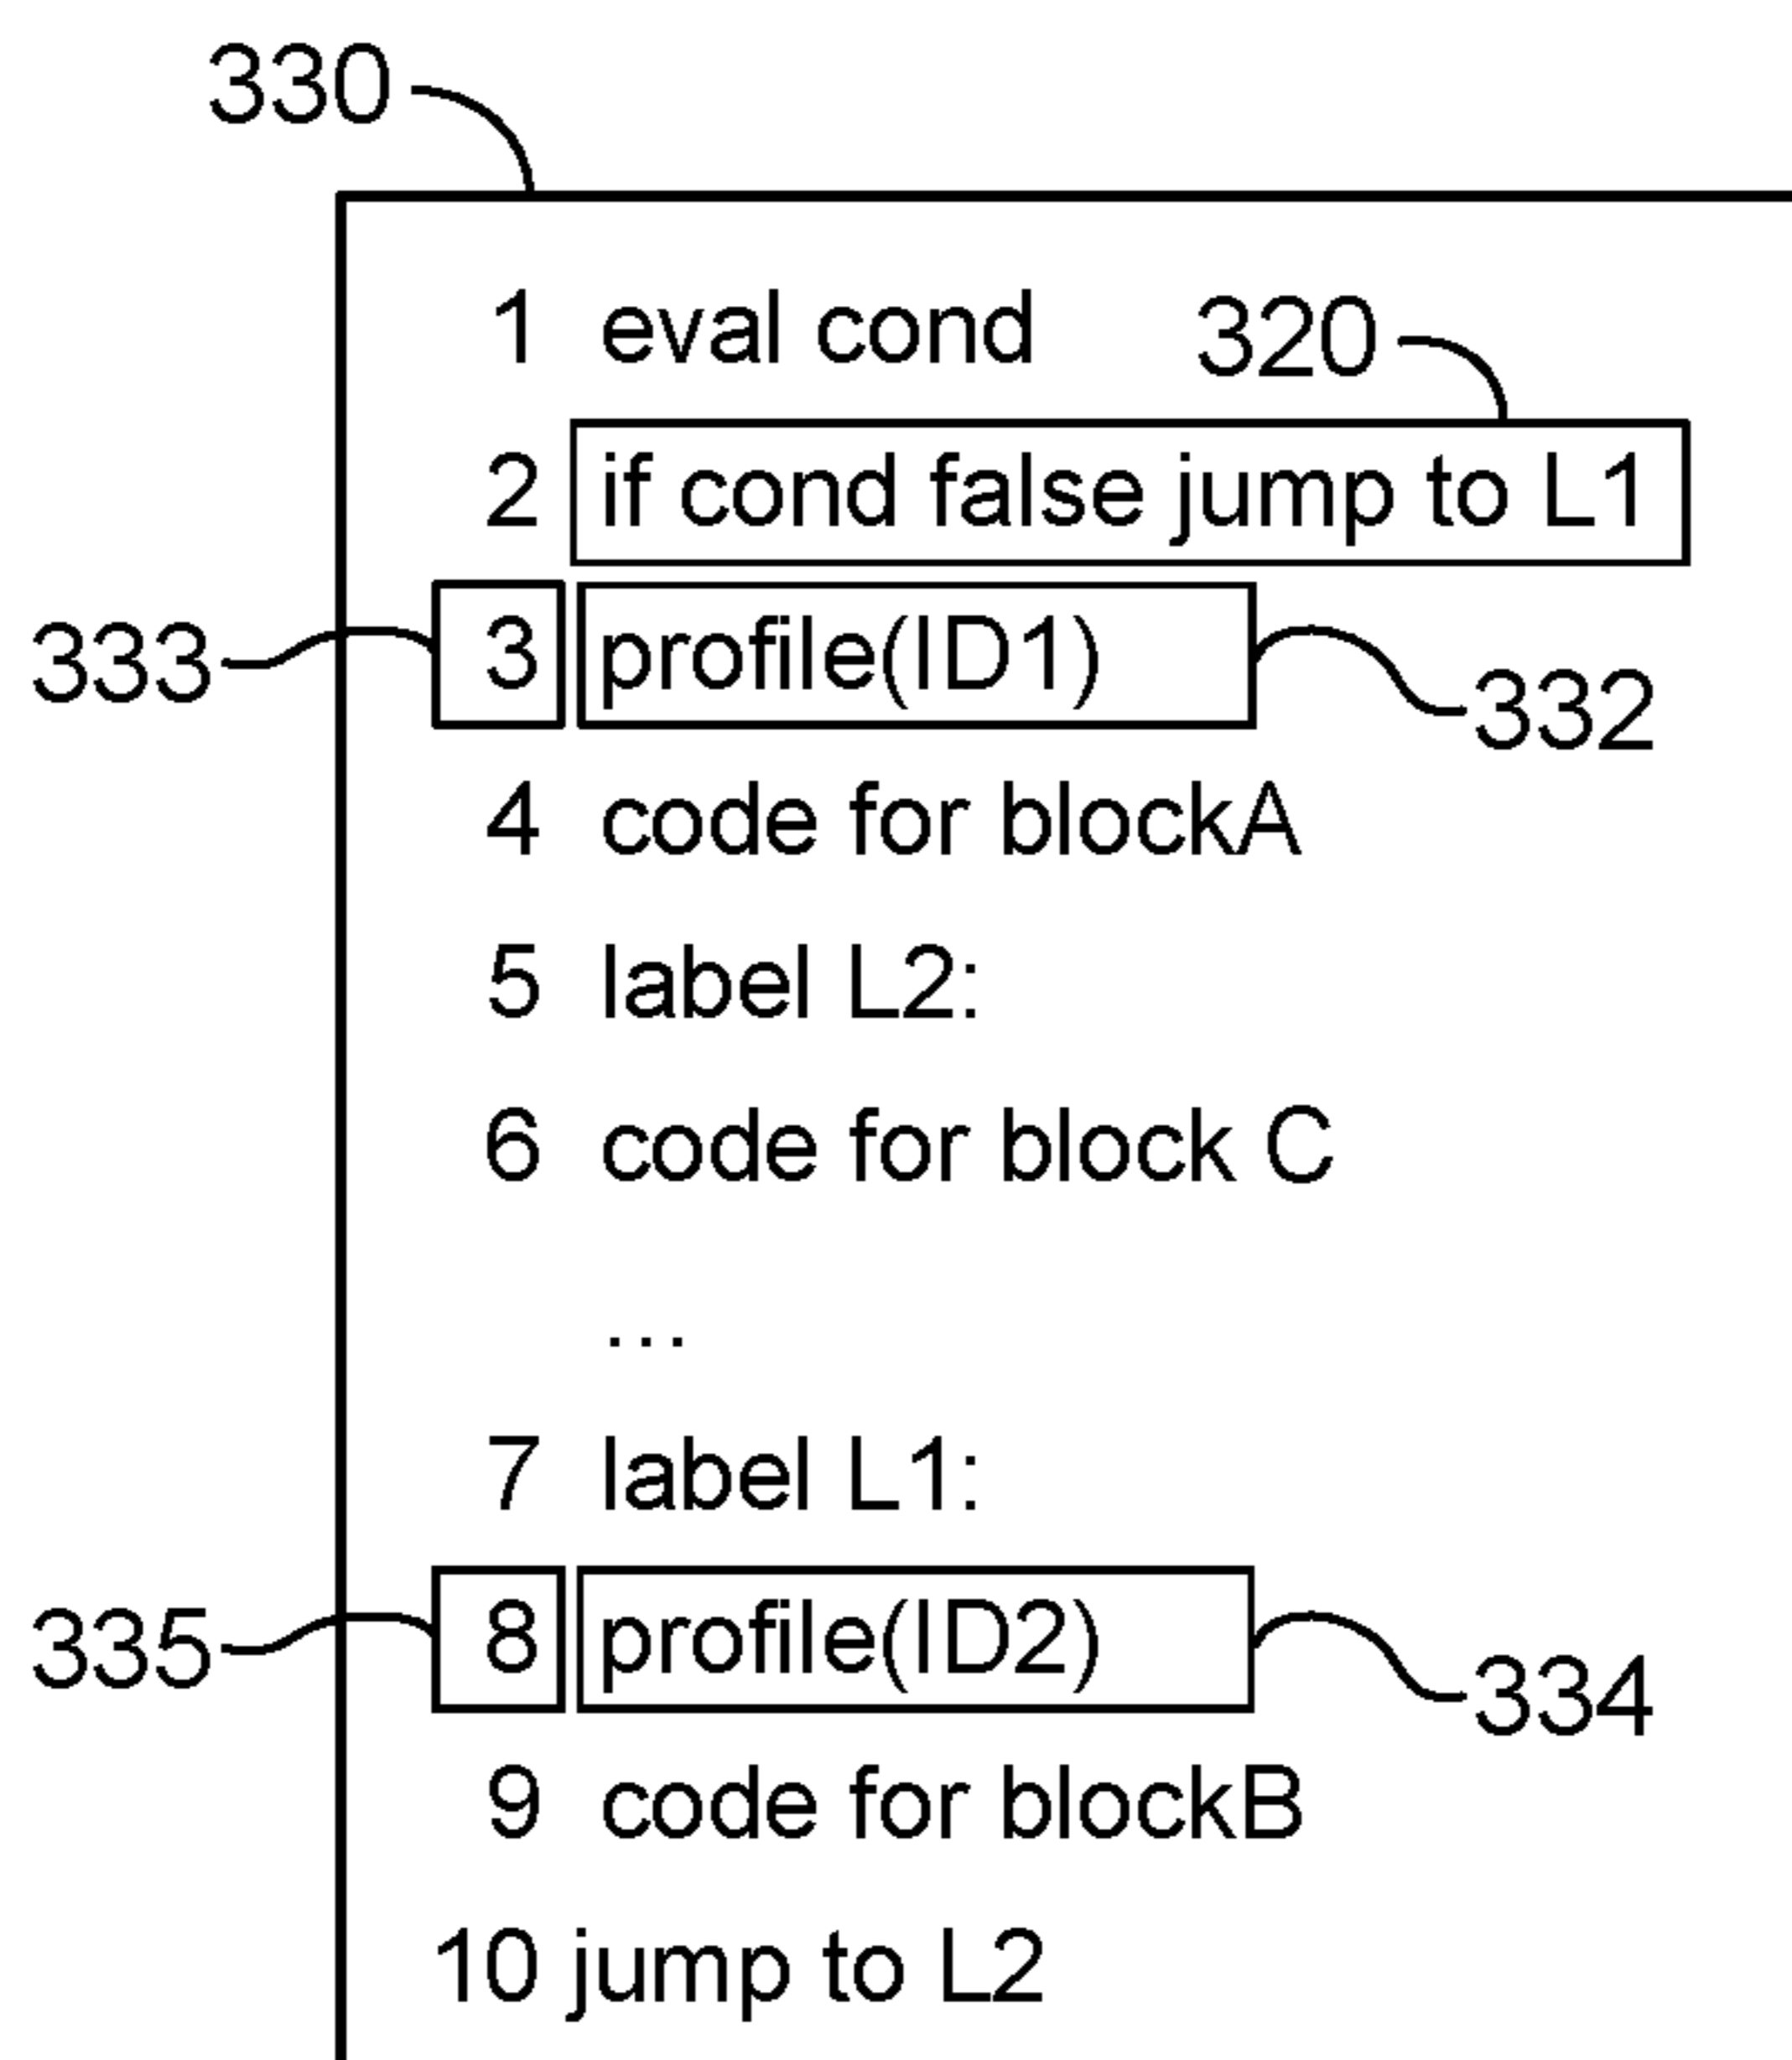 330
1 eval cond 320
2 if cond false jump to L1
333 3 profile(ID1) 332
4 code for blockA
5 label L2:
6 code for block C
...
7 label L1:
335 8 profile(ID2) 334
9 code for blockB
10 jump to L2